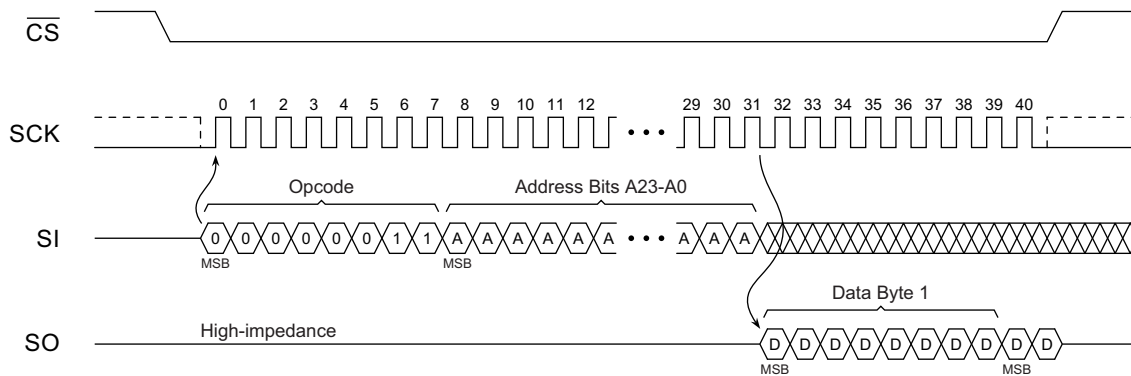 CS
0 1 2 3 4 5 6 7 8 9 10 11 12 29 30 31 32 33 34 35 36 37 38 39 40
SCK
Opcode Address Bits A23-A0
SI 0 0 0 0 0 0 1 1 A A A A A A A A A
MSB MSB
Data Byte 1
High-impedance
SO D D D D D D D D D D
MSB MSB